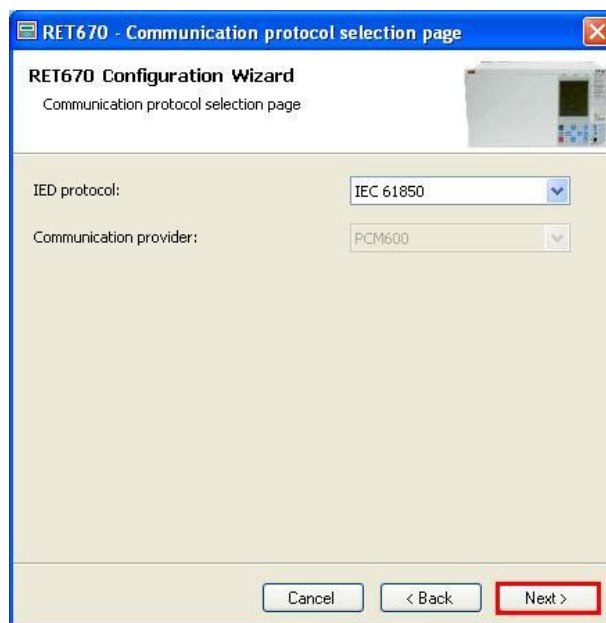 RET670 - Communication protocol selection page
RET670 Configuration Wizard
Communication protocol selection page
IED protocol:
IEC 61850
Communication provider:
PCM600
Cancel
< Back
Next >